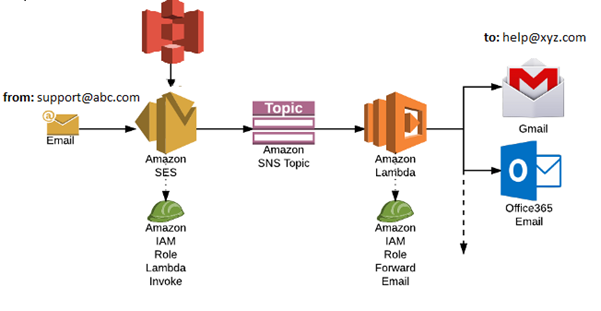 to: help@xyz.com
from: support@abc.com
@
Email
Amazon
SES
Topic
Amazon
SNS Topic
Amazon
Lambda
Gmail
O
Office365
Email
Amazon
IAM
Role
Lambda
Invoke
Amazon
IAM
Role
Forward
Email